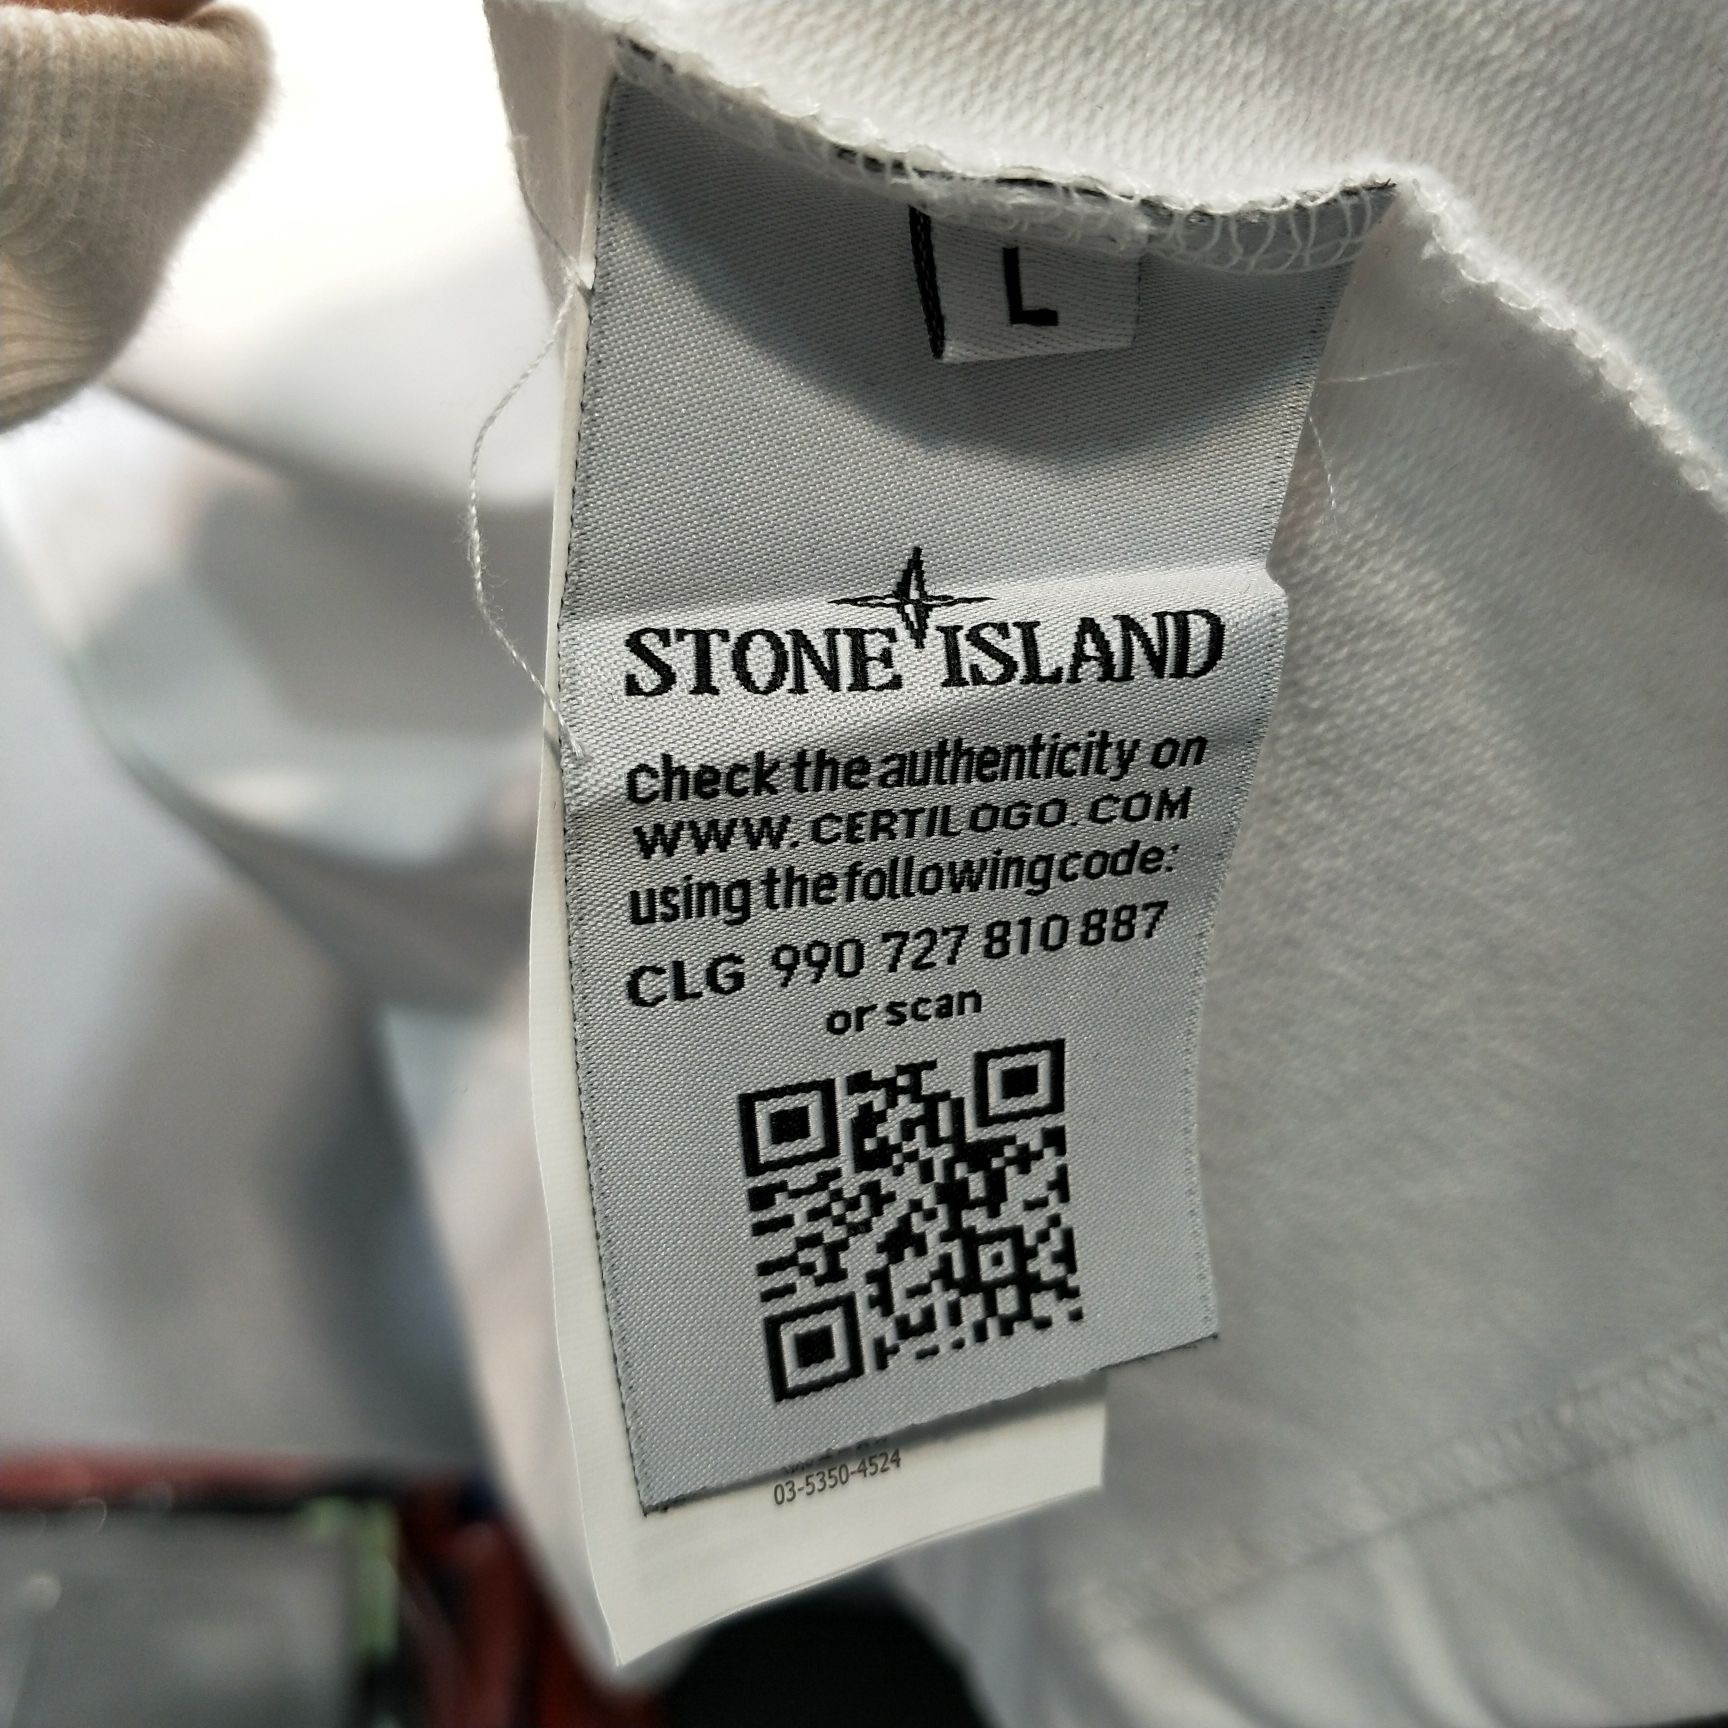 L
STONE ISLAND
Check the authenticity on
WWW.CERTILOGO.COM
using the following code:
CLG 990 727 810 887
or scan
03-5350-4524